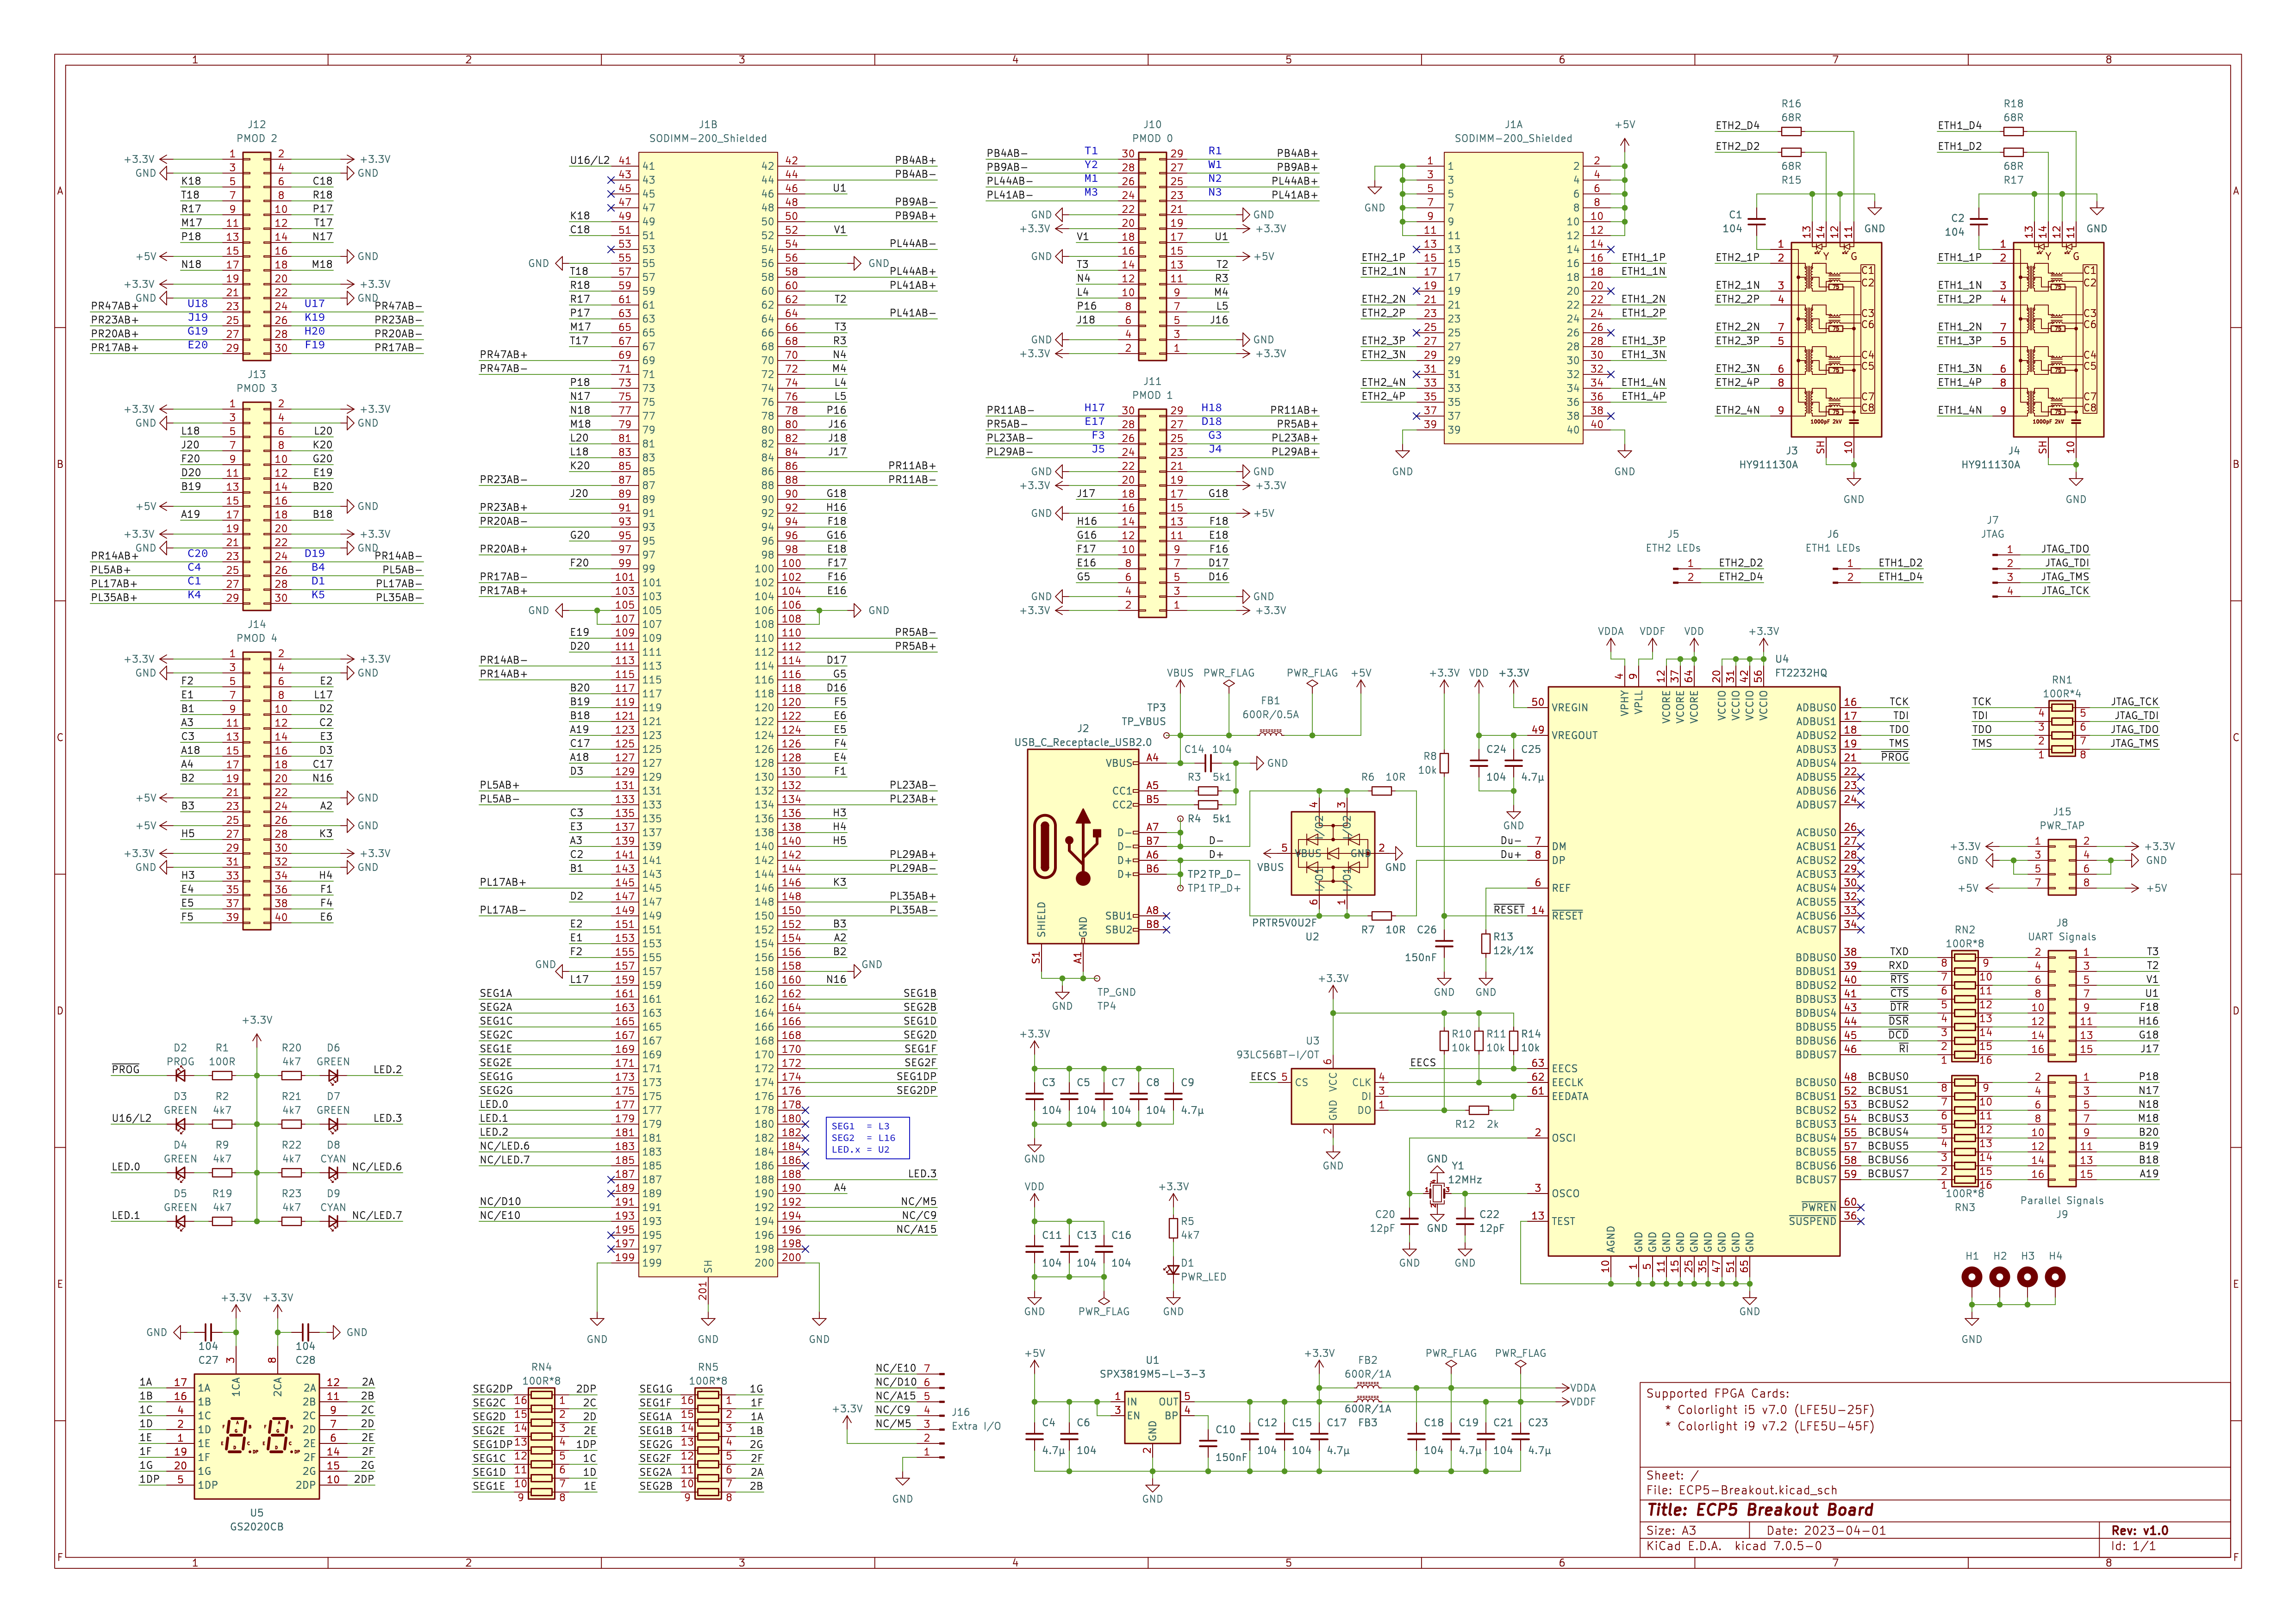 1 2 3 4 5 6 7 8
A B C D E F
J12
PMOD 2
+3.3V 1 2 +3.3V
GND 3 4 GND
K18 5 6 C18
T18 7 8 R18
R17 9 10 P17
M17 11 12 T17
P18 13 14 N17
+5V 15 16 GND
N18 17 18 M18
+3.3V 19 20 +3.3V
GND 21 22 GND
PR47AB+ U18 23 24 U17 PR47AB-
PR23AB+ J19 25 26 K19 PR23AB-
PR20AB+ G19 27 28 H20 PR20AB-
PR17AB+ E20 29 30 F19 PR17AB-
J13
PMOD 3
+3.3V 1 2 +3.3V
GND 3 4 GND
L18 5 6 L20
J20 7 8 K20
F20 9 10 G20
D20 11 12 E19
B19 13 14 B20
+5V 15 16 GND
A19 17 18 B18
+3.3V 19 20 +3.3V
GND 21 22 GND
PR14AB+ C20 23 24 D19 PR14AB-
PL5AB+ C4 25 26 B4 PL5AB-
PL17AB+ C1 27 28 D1 PL17AB-
PL35AB+ K4 29 30 K5 PL35AB-
J14
PMOD 4
+3.3V 1 2 +3.3V
GND 3 4 GND
F2 5 6 E2
E1 7 8 L17
B1 9 10 D2
A3 11 12 C2
C3 13 14 E3
A18 15 16 D3
A4 17 18 C17
B2 19 20 N16
+5V 21 22 GND
B3 23 24 A2
+5V 25 26 GND
H5 27 28 K3
+3.3V 29 30 +3.3V
GND 31 32 GND
H3 33 34 H4
E4 35 36 F1
E5 37 38 F4
F5 39 40 E6
+3.3V
D2 R1 R20 D6
PROG 100R 4k7 GREEN
PROG LED.2
D3 R2 R21 D7
GREEN 4k7 4k7 GREEN
U16/L2 LED.3
D4 R9 R22 D8
GREEN 4k7 4k7 CYAN
LED.0 NC/LED.6
D5 R19 R23 D9
GREEN 4k7 4k7 CYAN
LED.1 NC/LED.7
+3.3V +3.3V
GND 104 C27 104 C28 GND
3 1CA 8 2CA
1A 17 1A 2A 12 2A
1B 16 1B 2B 11 2B
1C 4 1C 2C 9 2C
1D 2 1D 2D 7 2D
1E 1 1E 2E 6 2E
1F 19 1F 2F 14 2F
1G 20 1G 2G 15 2G
1DP 5 1DP 2DP 10 2DP
U5
GS2020CB
J1B
SODIMM-200_Shielded
U16/L2 41 42 PB4AB+
43 44 PB4AB-
45 46 U1
47 48 PB9AB-
K18 49 50 PB9AB+
C18 51 52 V1
53 54 PL44AB-
GND 55 56 GND
T18 57 58 PL44AB+
R18 59 60 PL41AB+
R17 61 62 T2
P17 63 64 PL41AB-
M17 65 66 T3
T17 67 68 R3
PR47AB+ 69 70 N4
PR47AB- 71 72 M4
P18 73 74 L4
N17 75 76 L5
N18 77 78 P16
M18 79 80 J16
L20 81 82 J18
L18 83 84 J17
K20 85 86 PR11AB+
PR23AB- 87 88 PR11AB-
J20 89 90 G18
PR23AB+ 91 92 H16
PR20AB- 93 94 F18
G20 95 96 G16
PR20AB+ 97 98 E18
F20 99 100 F17
PR17AB- 101 102 F16
PR17AB+ 103 104 E16
GND 105 106 GND
107 108
E19 109 110 PR5AB-
D20 111 112 PR5AB+
PR14AB- 113 114 D17
PR14AB+ 115 116 G5
B20 117 118 D16
B19 119 120 F5
B18 121 122 E6
A19 123 124 E5
C17 125 126 F4
A18 127 128 E4
D3 129 130 F1
PL5AB+ 131 132 PL23AB-
PL5AB- 133 134 PL23AB+
C3 135 136 H3
E3 137 138 H4
A3 139 140 H5
C2 141 142 PL29AB+
B1 143 144 PL29AB-
PL17AB+ 145 146 K3
D2 147 148 PL35AB+
PL17AB- 149 150 PL35AB-
E2 151 152 B3
E1 153 154 A2
F2 155 156 B2
GND 157 158 GND
L17 159 160 N16
SEG1A 161 162 SEG1B
SEG2A 163 164 SEG2B
SEG1C 165 166 SEG1D
SEG2C 167 168 SEG2D
SEG1E 169 170 SEG1F
SEG2E 171 172 SEG2F
SEG1G 173 174 SEG1DP
SEG2G 175 176 SEG2DP
LED.0 177 178
LED.1 179 180
LED.2 181 182
NC/LED.6 183 184
NC/LED.7 185 186
187 188 LED.3
189 190 A4
NC/D10 191 192 NC/M5
NC/E10 193 194 NC/C9
195 196 NC/A15
197 198
199 200
SH 201
GND GND GND
SEG1 = L3
SEG2 = L16
LED.x = U2
RN4
100R*8
SEG2DP 16 1 2DP
SEG2C 15 2 2C
SEG2D 14 3 2D
SEG2E 13 4 2E
SEG1DP 12 5 1DP
SEG1C 11 6 1C
SEG1D 10 7 1D
SEG1E 9 8 1E
RN5
100R*8
SEG1G 16 1 1G
SEG1F 15 2 1F
SEG1A 14 3 1A
SEG1B 13 4 1B
SEG2G 12 5 2G
SEG2F 11 6 2F
SEG2A 10 7 2A
SEG2B 9 8 2B
NC/E10 7
NC/D10 6
NC/A15 5
NC/C9 4
NC/M5 3
+3.3V 2
GND 1
J16
Extra I/O
J10
PMOD 0
PB4AB- T1 30 29 R1 PB4AB+
PB9AB- Y2 28 27 W1 PB9AB+
PL44AB- M1 26 25 N2 PL44AB+
PL41AB- M3 24 23 N3 PL41AB+
GND 22 21 GND
+3.3V 20 19 +3.3V
V1 18 17 U1
GND 16 15 +5V
T3 14 13 T2
N4 12 11 R3
L4 10 9 M4
P16 8 7 L5
J18 6 5 J16
GND 4 3 GND
+3.3V 2 1 +3.3V
J11
PMOD 1
PR11AB- H17 30 29 H18 PR11AB+
PR5AB- E17 28 27 D18 PR5AB+
PL23AB- F3 26 25 G3 PL23AB+
PL29AB- J5 24 23 J4 PL29AB+
GND 22 21 GND
+3.3V 20 19 +3.3V
J17 18 17 G18
GND 16 15 +5V
H16 14 13 F18
G16 12 11 E18
F17 10 9 F16
E16 8 7 D17
G5 6 5 D16
GND 4 3 GND
+3.3V 2 1 +3.3V
J1A
SODIMM-200_Shielded
+5V
GND
1 2
3 4
5 6
7 8
9 10
11 12
13 14
ETH2_1P 15 16 ETH1_1P
ETH2_1N 17 18 ETH1_1N
19 20
ETH2_2N 21 22 ETH1_2N
ETH2_2P 23 24 ETH1_2P
25 26
ETH2_3P 27 28 ETH1_3P
ETH2_3N 29 30 ETH1_3N
31 32
ETH2_4N 33 34 ETH1_4N
ETH2_4P 35 36 ETH1_4P
37 38
39 40
GND GND
R16
68R
ETH2_D4
ETH2_D2
68R
R15
C1
104
GND
13 14 12 11
Y G
1
ETH2_1P 2
ETH2_1N 3
ETH2_2P 4
ETH2_2N 7
ETH2_3P 5
ETH2_3N 6
ETH2_4P 8
ETH2_4N 9
C1 C2 C3 C6 C4 C5 C7 C8
75 75 75 75
1000pF 2kV
SH 10
J3
HY911130A
GND
R18
68R
ETH1_D4
ETH1_D2
68R
R17
C2
104
GND
13 14 12 11
Y G
1
ETH1_1P 2
ETH1_1N 3
ETH1_2P 4
ETH1_2N 7
ETH1_3P 5
ETH1_3N 6
ETH1_4P 8
ETH1_4N 9
C1 C2 C3 C6 C4 C5 C7 C8
75 75 75 75
1000pF 2kV
SH 10
J4
HY911130A
GND
J5
ETH2 LEDs
1 ETH2_D2
2 ETH2_D4
J6
ETH1 LEDs
1 ETH1_D2
2 ETH1_D4
J7
JTAG
1 JTAG_TDO
2 JTAG_TDI
3 JTAG_TMS
4 JTAG_TCK
VBUS PWR_FLAG PWR_FLAG +5V
TP3
TP_VBUS
FB1
600R/0.5A
J2
USB_C_Receptacle_USB2.0
C14 104
VBUS A4 GND
R3 5k1
CC1 A5
CC2 B5
R4 5k1
D- A7
D- B7 D-
D+ A6 D+
D+ B6
TP2 TP_D-
TP1 TP_D+
SBU1 A8
SBU2 B8
SHIELD GND
S1 A1
GND
TP_GND
TP4
R6 10R
4 3
I/O2 I/O2
VBUS 5 VBUS GND 2 GND
I/O1 I/O1
6 1
PRTR5V0U2F
U2
R7 10R
+3.3V VDD +3.3V
R8
10k
C24 C25
104 4.7µ
GND
Du-
Du+
RESET
C26
150nF
GND
R13
12k/1%
GND
+3.3V
U3
93LC56BT-I/OT
R10 R11 R14
10k 10k 10k
EECS
EECS 5 CS VCC 6 CLK 4
DI 3
DO 1
GND 2
R12 2k
GND
Y1
12MHz
GND
GND
C20
12pF
GND
C22
12pF
GND
+3.3V
C3 C6 C7 C8 C9
104 104 104 104 4.7µ
GND
+3.3V
C11 C13 C16
104 104 104
GND PWR_FLAG
+3.3V
R5
4k7
D1
PWR_LED
GND
+5V
U1
SPX3819M5-L-3-3
1 IN OUT 5
3 EN BP 4
GND 2
+3.3V
FB2
600R/1A
600R/1A
FB3
PWR_FLAG PWR_FLAG
VDDA
VDDF
C4 C5 C10 C12 C15 C17 C18 C19 C21 C23
4.7µ 104 150nF 104 104 4.7µ 104 4.7µ 104 4.7µ
GND
VDDA VDDF VDD +3.3V
U4
FT2232HQ
4 9 12 37 64 20 31 42 56
VPHY VPLL VCORE VCORE VCORE VCCIO VCCIO VCCIO VCCIO
50 VREGIN
49 VREGOUT
7 DM
8 DP
6 REF
14 RESET
63 EECS
62 EECLK
61 EEDATA
2 OSCI
3 OSCO
13 TEST
ADBUS0 16 TCK
ADBUS1 17 TDI
ADBUS2 18 TDO
ADBUS3 19 TMS
ADBUS4 21 PROG
ADBUS5 22
ADBUS6 23
ADBUS7 24
ACBUS0 26
ACBUS1 27
ACBUS2 28
ACBUS3 29
ACBUS4 30
ACBUS5 32
ACBUS6 33
ACBUS7 34
BDBUS0 38 TXD
BDBUS1 39 RXD
BDBUS2 40 RTS
BDBUS3 41 CTS
BDBUS4 43 DTR
BDBUS5 44 DSR
BDBUS6 45 DCD
BDBUS7 46 RI
BCBUS0 48 BCBUS0
BCBUS1 52 BCBUS1
BCBUS2 53 BCBUS2
BCBUS3 54 BCBUS3
BCBUS4 55 BCBUS4
BCBUS5 57 BCBUS5
BCBUS6 58 BCBUS6
BCBUS7 59 BCBUS7
PWREN 60
SUSPEND 36
AGND GND GND GND GND GND GND GND GND GND
10 1 5 11 15 25 35 47 51 65
GND
RN1
100R*4
TCK 4 5 JTAG_TCK
TDI 3 6 JTAG_TDI
TDO 2 7 JTAG_TDO
TMS 1 8 JTAG_TMS
J15
PWR_TAP
+3.3V 1 2 +3.3V
GND 3 4 GND
5 6
+5V 7 8 +5V
RN2
100R*8
8 9
7 10
6 11
5 12
4 13
3 14
2 15
1 16
J8
UART Signals
2 1 T3
4 3 T2
6 5 V1
8 7 U1
10 9 F18
12 11 H16
14 13 G18
16 15 J17
8 9
7 10
6 11
5 12
4 13
3 14
2 15
1 16
100R*8
RN3
2 1 P18
4 3 N17
6 5 N18
8 7 M18
10 9 B20
12 11 B19
14 13 B18
16 15 A19
Parallel Signals
J9
H1 H2 H3 H4
GND
Supported FPGA Cards:
* Colorlight i5 v7.0 (LFE5U-25F)
* Colorlight i9 v7.2 (LFE5U-45F)
Sheet: /
File: ECP5-Breakout.kicad_sch
Title: ECP5 Breakout Board
Size: A3 Date: 2023-04-01 Rev: v1.0
KiCad E.D.A. kicad 7.0.5-0 Id: 1/1
1 2 3 4 5 6 7 8